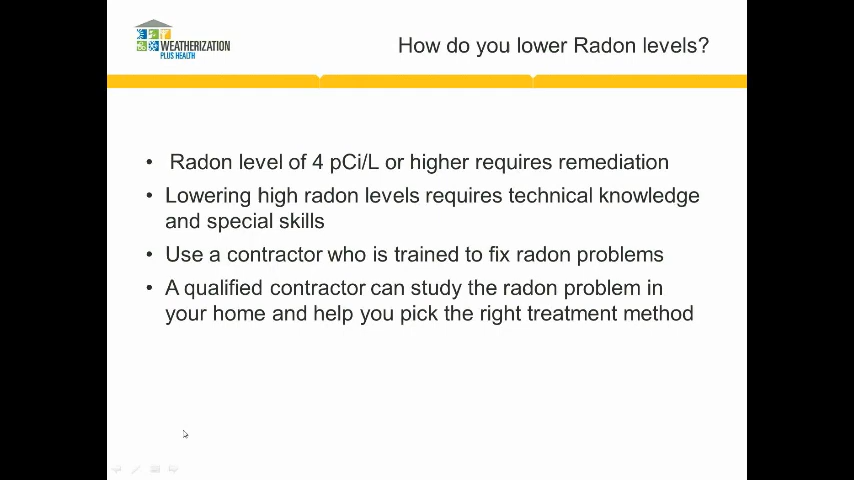 WEATHERIZATION
PLUS HEALTH
How do you lower Radon levels?
• Radon level of 4 pCi/L or higher requires remediation
• Lowering high radon levels requires technical knowledge
and special skills
• Use a contractor who is trained to fix radon problems
• A qualified contractor can study the radon problem in
your home and help you pick the right treatment method